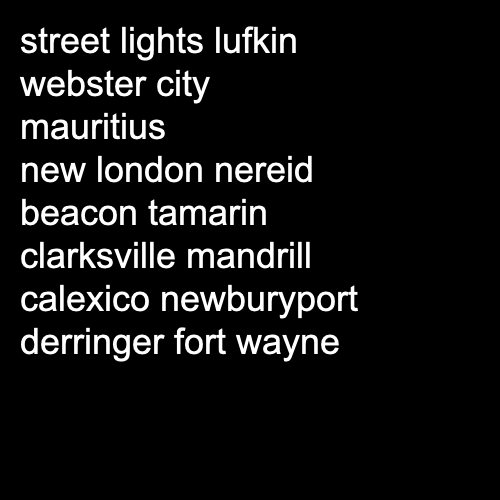 street lights lufkin
webster city
mauritius
new london nereid
beacon tamarin
clarksville mandrill
calexico newburyport
derringer fort wayne